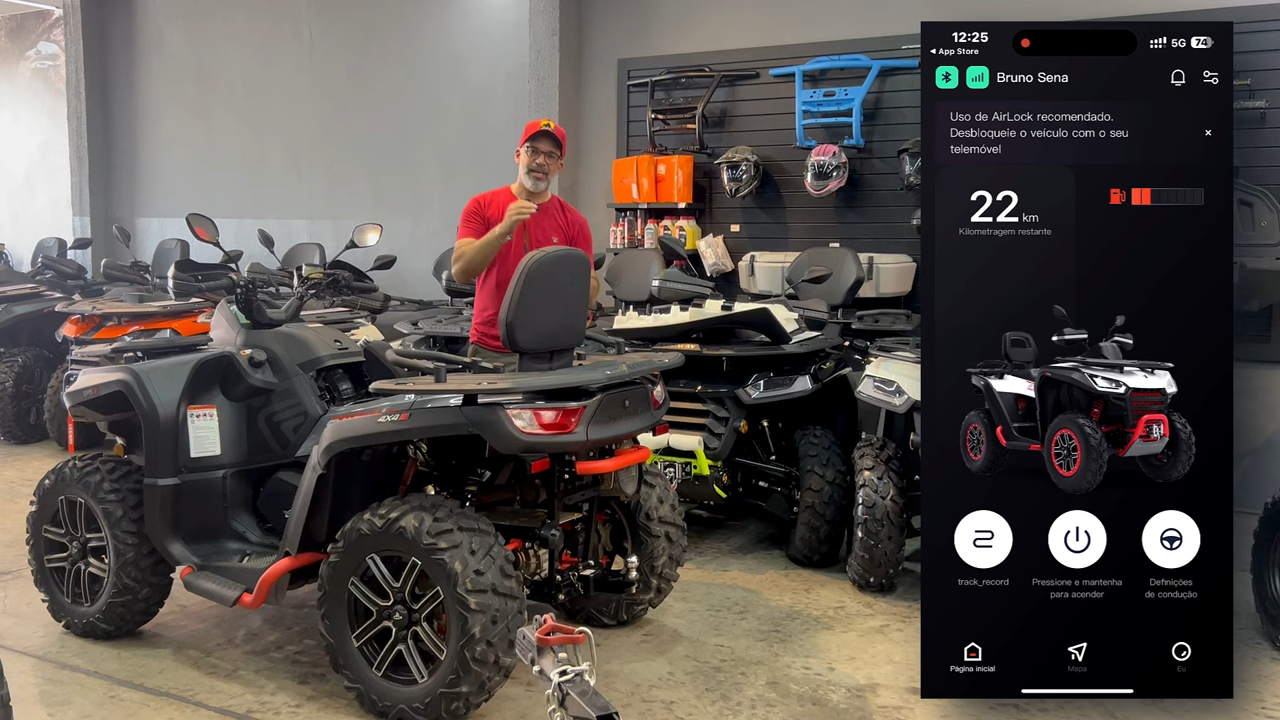 12:25
5G
74
◀ App Store
Bruno Sena
Uso de AirLock recomendado.
Desbloqueie o veículo com o seu
telemóvel
22 km
Kilometragem restante
track_record
Pressione e mantenha
para acender
Definições
de condução
Página inicial
Mapa
Eu
4X4